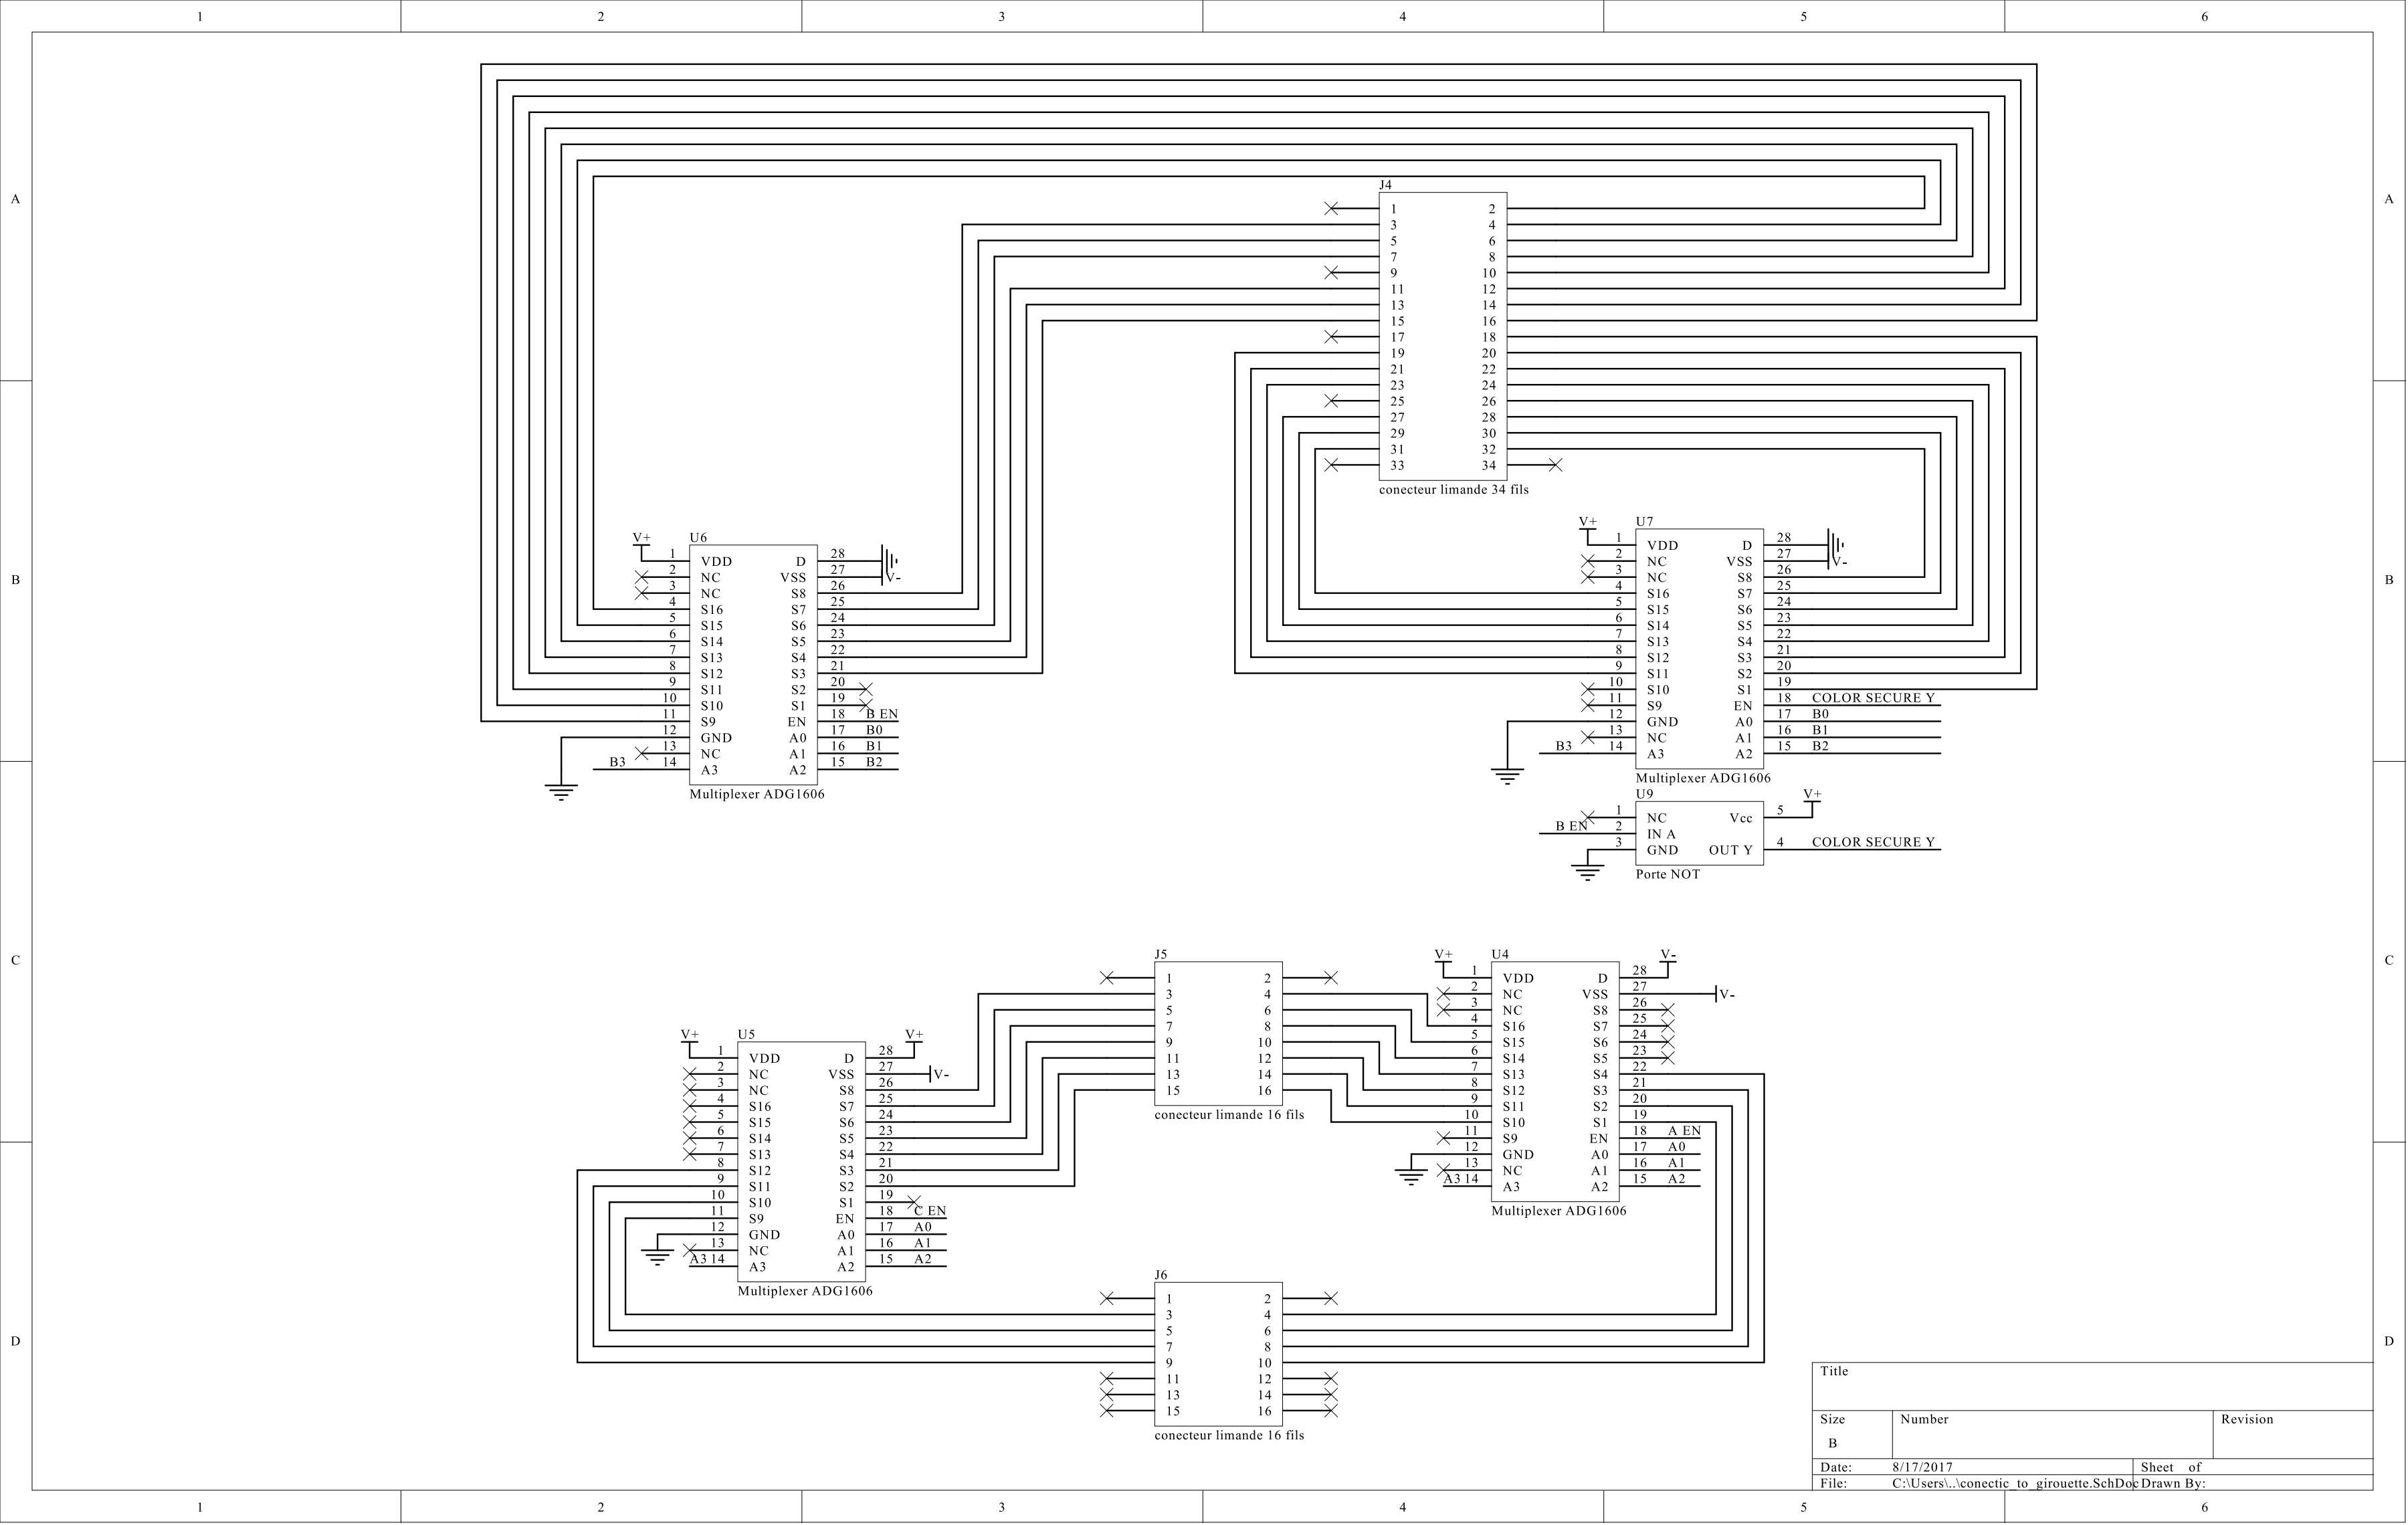 1 2 3 4 5 6
A A
B B
C C
D D
J4
1 2
3 4
5 6
7 8
9 10
11 12
13 14
15 16
17 18
19 20
21 22
23 24
25 26
27 28
29 30
31 32
33 34
conecteur limande 34 fils
V+ U6
1 VDD D 28
2 NC VSS 27 V-
3 NC S8 26
4 S16 S7 25
5 S15 S6 24
6 S14 S5 23
7 S13 S4 22
8 S12 S3 21
9 S11 S2 20
10 S10 S1 19
11 S9 EN 18 B EN
12 GND A0 17 B0
13 NC A1 16 B1
B3 14 A3 A2 15 B2
Multiplexer ADG1606
V+ U7
1 VDD D 28
2 NC VSS 27 V-
3 NC S8 26
4 S16 S7 25
5 S15 S6 24
6 S14 S5 23
7 S13 S4 22
8 S12 S3 21
9 S11 S2 20
10 S10 S1 19
11 S9 EN 18 COLOR SECURE Y
12 GND A0 17 B0
13 NC A1 16 B1
B3 14 A3 A2 15 B2
Multiplexer ADG1606
U9 V+
1 NC Vcc 5
B EN 2 IN A
3 GND OUT Y 4 COLOR SECURE Y
Porte NOT
J5
1 2
3 4
5 6
7 8
9 10
11 12
13 14
15 16
conecteur limande 16 fils
V+ U4 V-
1 VDD D 28
2 NC VSS 27 V-
3 NC S8 26
4 S16 S7 25
5 S15 S6 24
6 S14 S5 23
7 S13 S4 22
8 S12 S3 21
9 S11 S2 20
10 S10 S1 19
11 S9 EN 18 A EN
12 GND A0 17 A0
13 NC A1 16 A1
A3 14 A3 A2 15 A2
Multiplexer ADG1606
V+ U5 V+
1 VDD D 28
2 NC VSS 27 V-
3 NC S8 26
4 S16 S7 25
5 S15 S6 24
6 S14 S5 23
7 S13 S4 22
8 S12 S3 21
9 S11 S2 20
10 S10 S1 19
11 S9 EN 18 C EN
12 GND A0 17 A0
13 NC A1 16 A1
A3 14 A3 A2 15 A2
Multiplexer ADG1606
J6
1 2
3 4
5 6
7 8
9 10
11 12
13 14
15 16
conecteur limande 16 fils
Title
Size Number Revision
B
Date: 8/17/2017 Sheet of
File: C:\Users\..\conectic_to_girouette.SchDoc Drawn By:
1 2 3 4 5 6